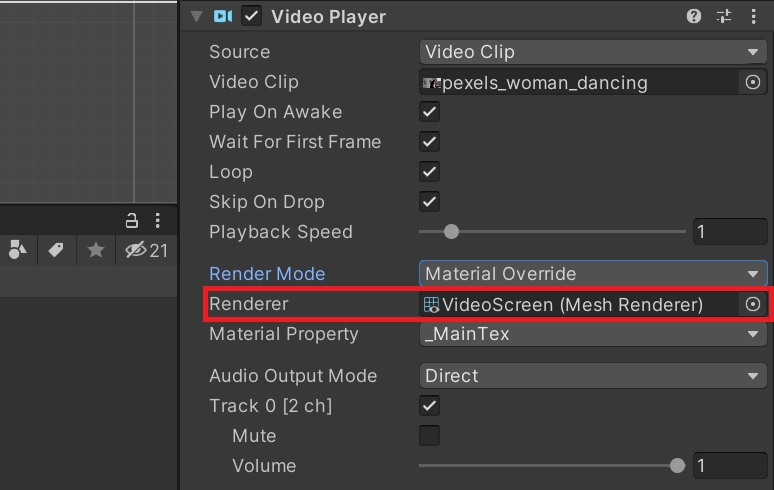 Video Player
Source Video Clip
Video Clip pexels_woman_dancing
Play On Awake
Wait For First Frame
Loop
Skip On Drop
Playback Speed 1
21
Render Mode Material Override
Renderer VideoScreen (Mesh Renderer)
Material Property _MainTex
Audio Output Mode Direct
Track 0 [2 ch]
Mute
Volume 1